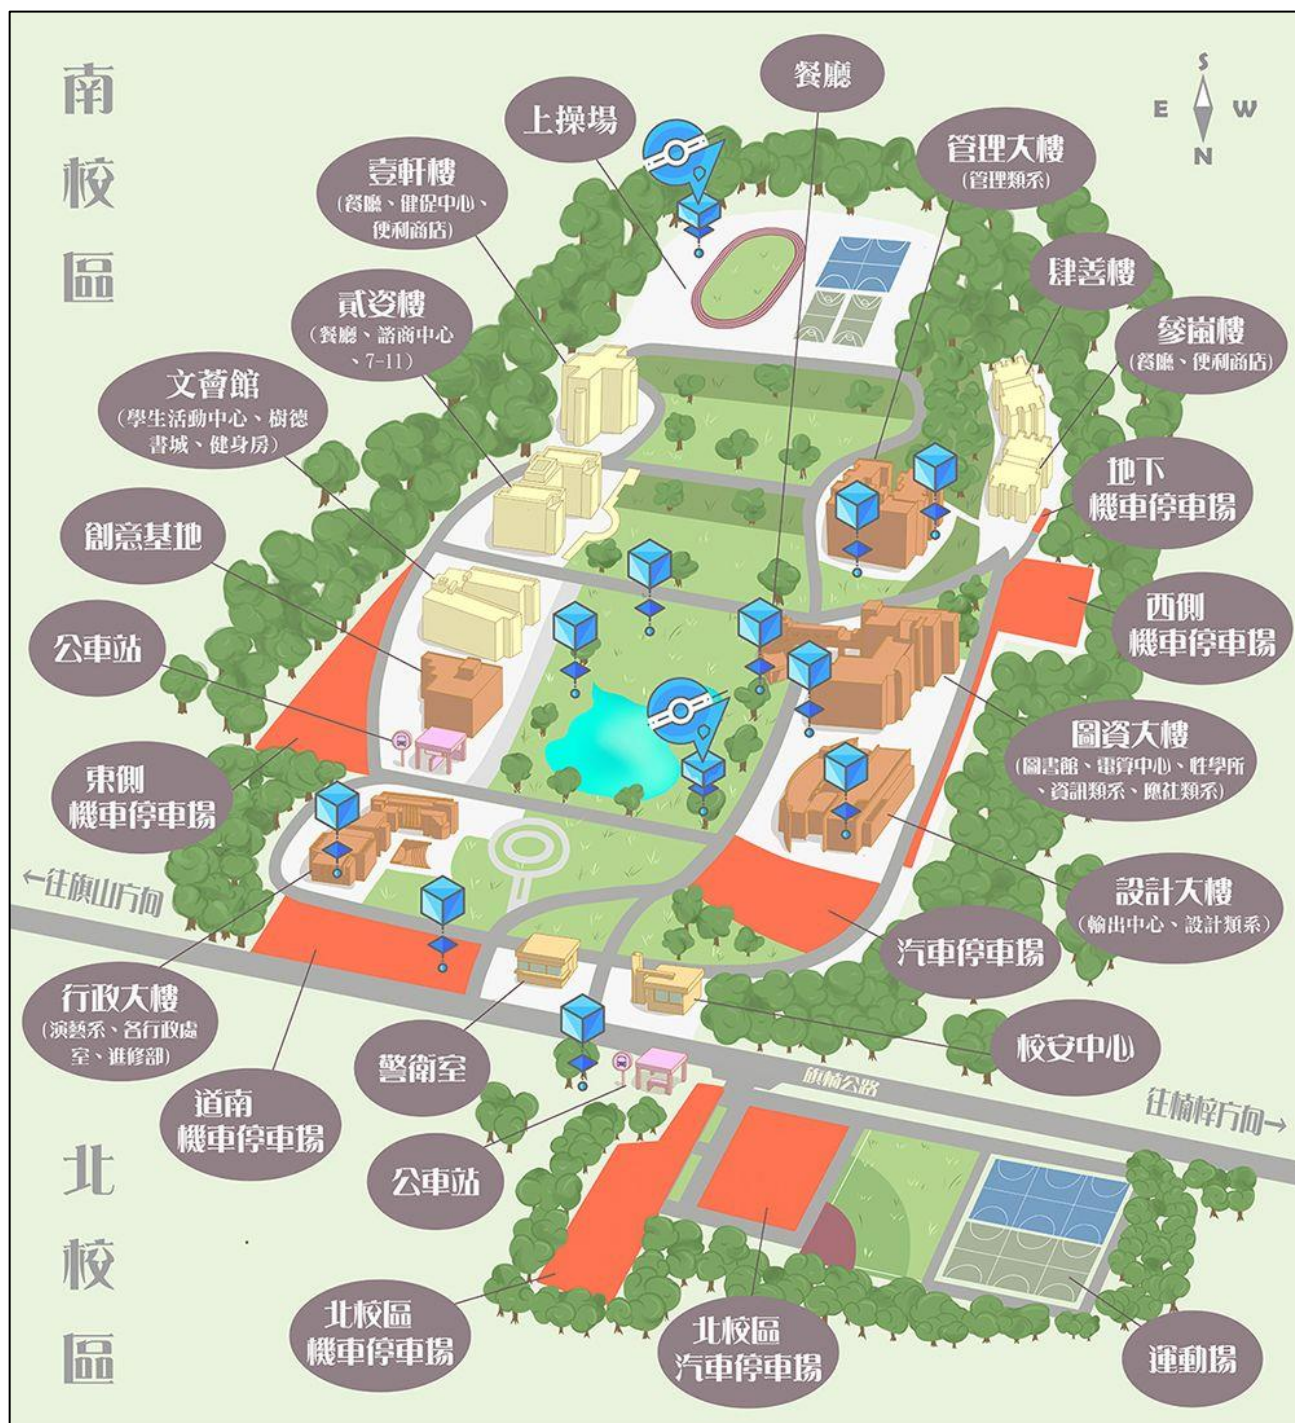 南校區
S
E W
N
餐廳
上操場
管理大樓
(管理類系)
壹軒樓
(餐廳、健促中心、
便利商店)
肆善樓
貳姿樓
(餐廳、諮商中心
、7-11)
參嵐樓
(餐廳、便利商店)
文薈館
(學生活動中心、樹德
書城、健身房)
地下
機車停車場
創意基地
西側
機車停車場
公車站
圖資大樓
(圖書館、電算中心、性學所
、資訊類系、應社類系)
東側
機車停車場
←往旗山方向
設計大樓
(輸出中心、設計類系)
汽車停車場
行政大樓
(演藝系、各行政處
室、進修部)
校安中心
警衛室
旗楠公路
往楠梓方向→
道南
機車停車場
公車站
北校區
北校區
機車停車場
北校區
汽車停車場
運動場